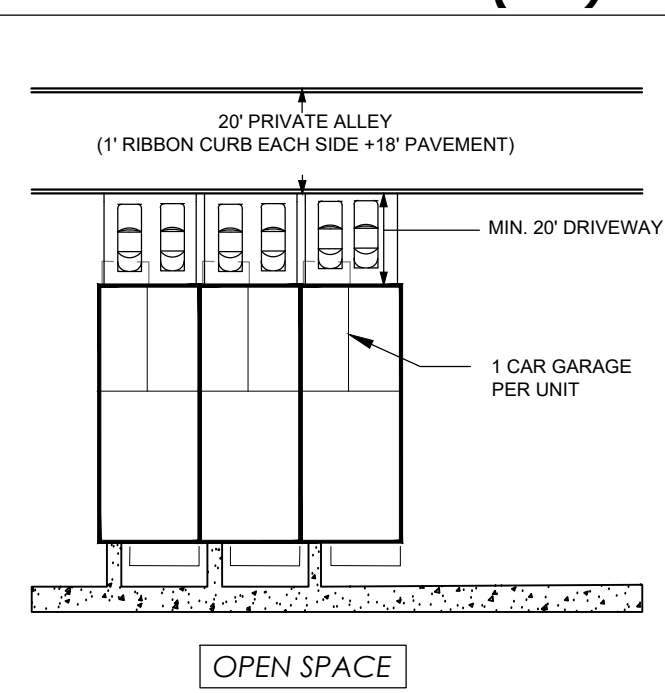 20' PRIVATE ALLEY
(1' RIBBON CURB EACH SIDE +18' PAVEMENT)
MIN. 20' DRIVEWAY
1 CAR GARAGE
PER UNIT
OPEN SPACE